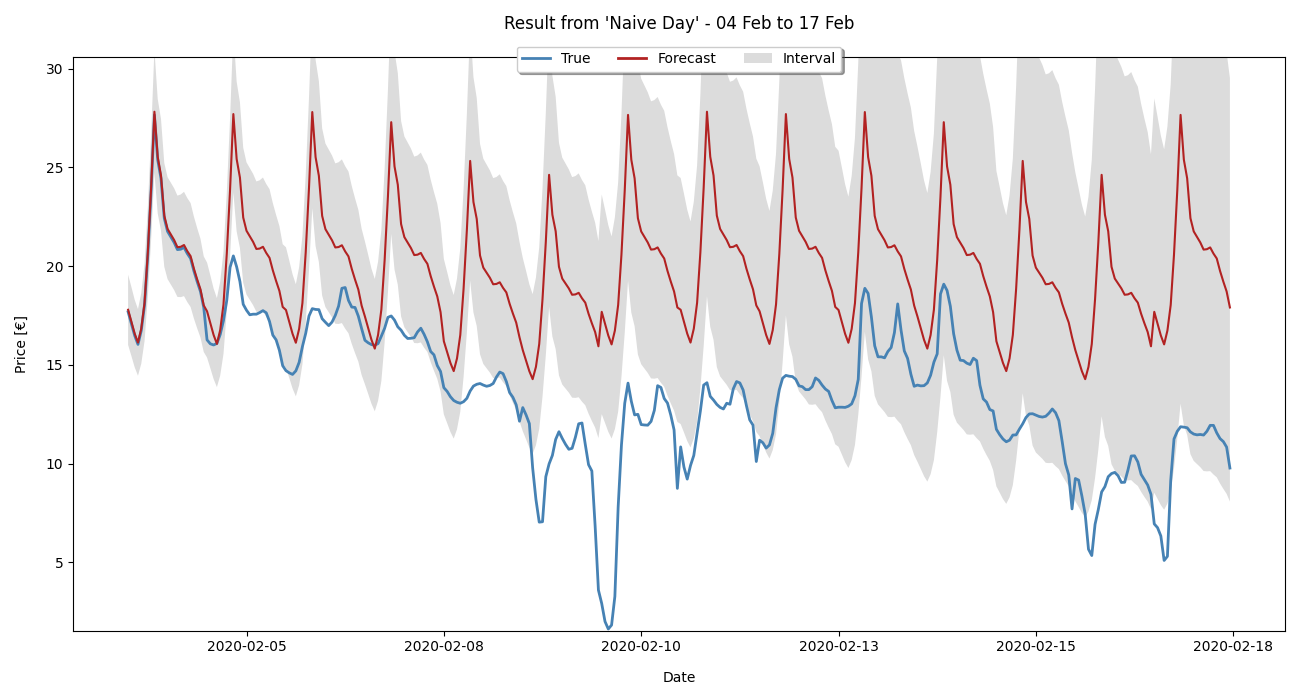 Result from 'Naive Day' - 04 Feb to 17 Feb
True Forecast Interval
30
25
20
15
10
5
Price [€]
2020-02-05 2020-02-08 2020-02-10 2020-02-13 2020-02-15 2020-02-18
Date